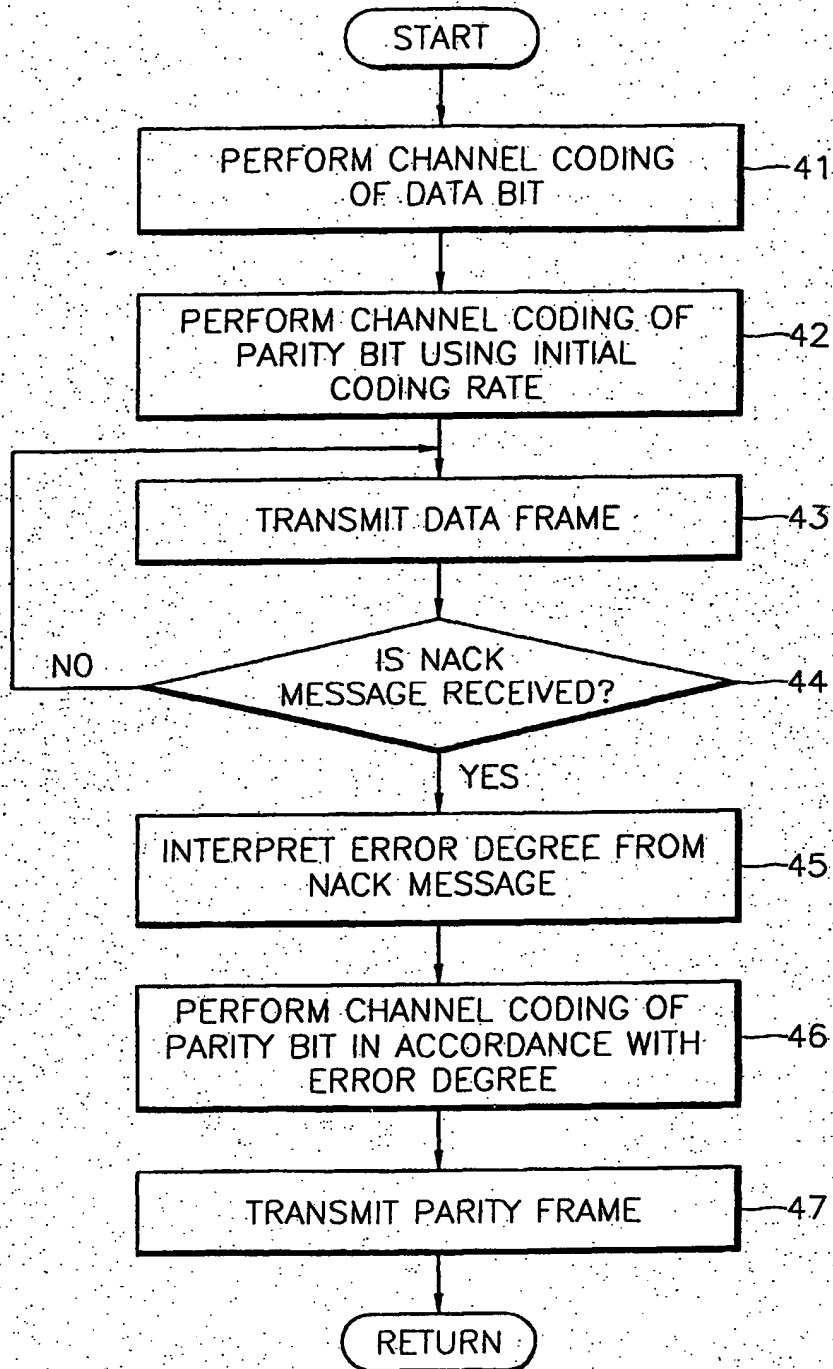 START
PERFORM CHANNEL CODING
OF DATA BIT
41
PERFORM CHANNEL CODING OF
PARITY BIT USING INITIAL
CODING RATE
42
TRANSMIT DATA FRAME
43
NO
IS NACK
MESSAGE RECEIVED?
44
YES
INTERPRET ERROR DEGREE FROM
NACK MESSAGE
45
PERFORM CHANNEL CODING OF
PARITY BIT IN ACCORDANCE WITH
ERROR DEGREE
46
TRANSMIT PARITY FRAME
47
RETURN